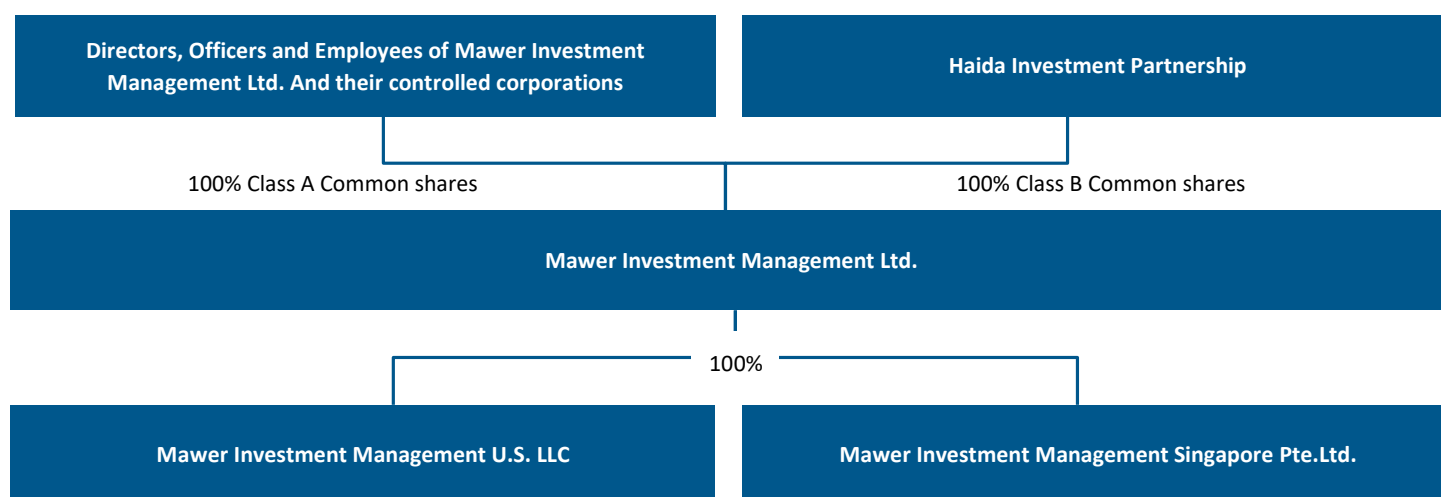 Directors, Officers and Employees of Mawer Investment
Management Ltd. And their controlled corporations
Haida Investment Partnership
100% Class A Common shares
100% Class B Common shares
Mawer Investment Management Ltd.
100%
Mawer Investment Management U.S. LLC
Mawer Investment Management Singapore Pte.Ltd.